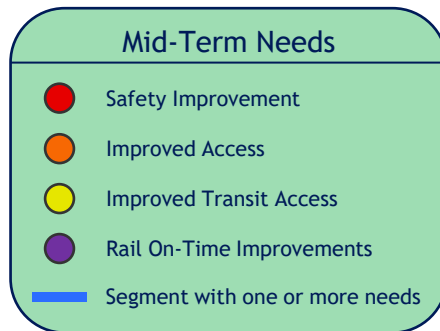 Mid-Term Needs
Safety Improvement
Improved Access
Improved Transit Access
Rail On-Time Improvements
Segment with one or more needs